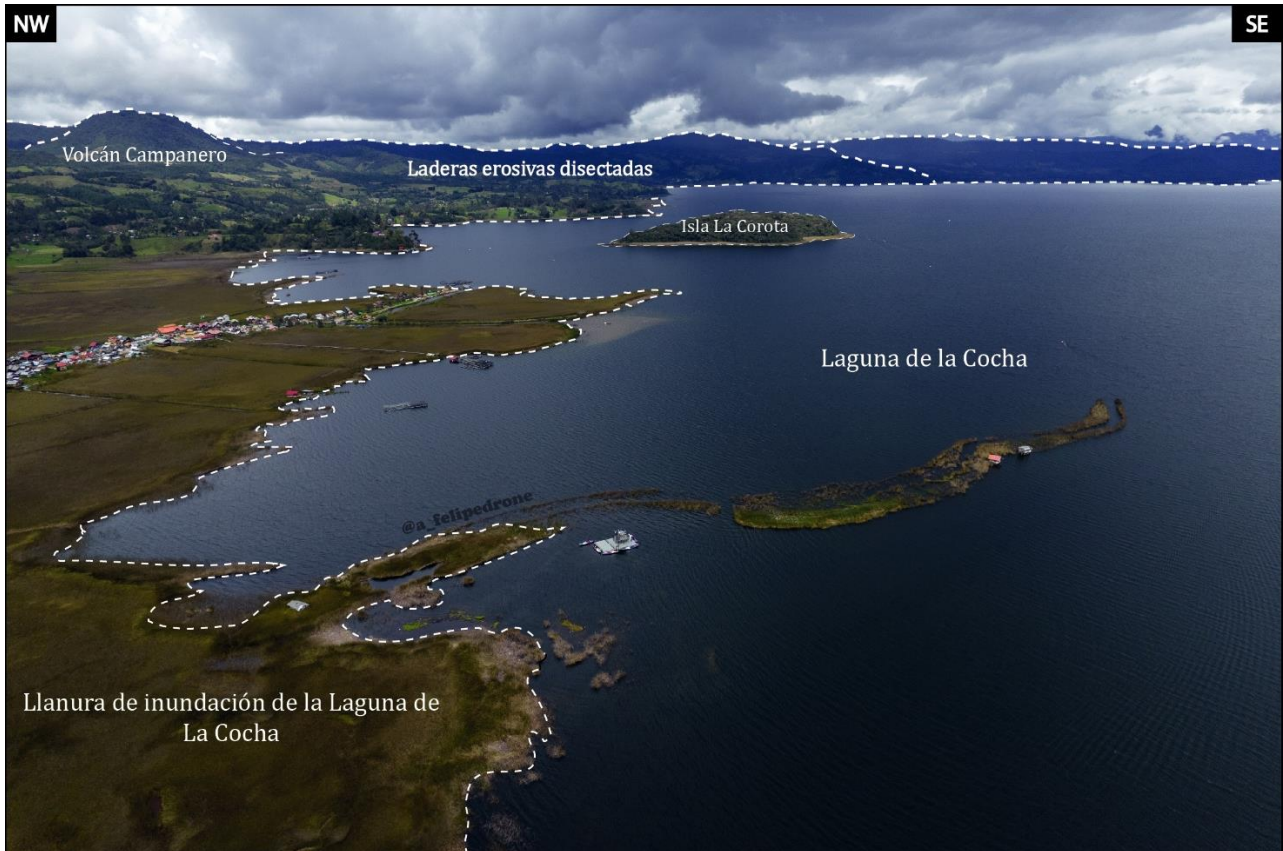 NW
SE
Volcán Campanero
Laderas erosivas disectadas
Isla La Corota
Laguna de la Cocha
@a_felipedrone
Llanura de inundación de la Laguna de
La Cocha